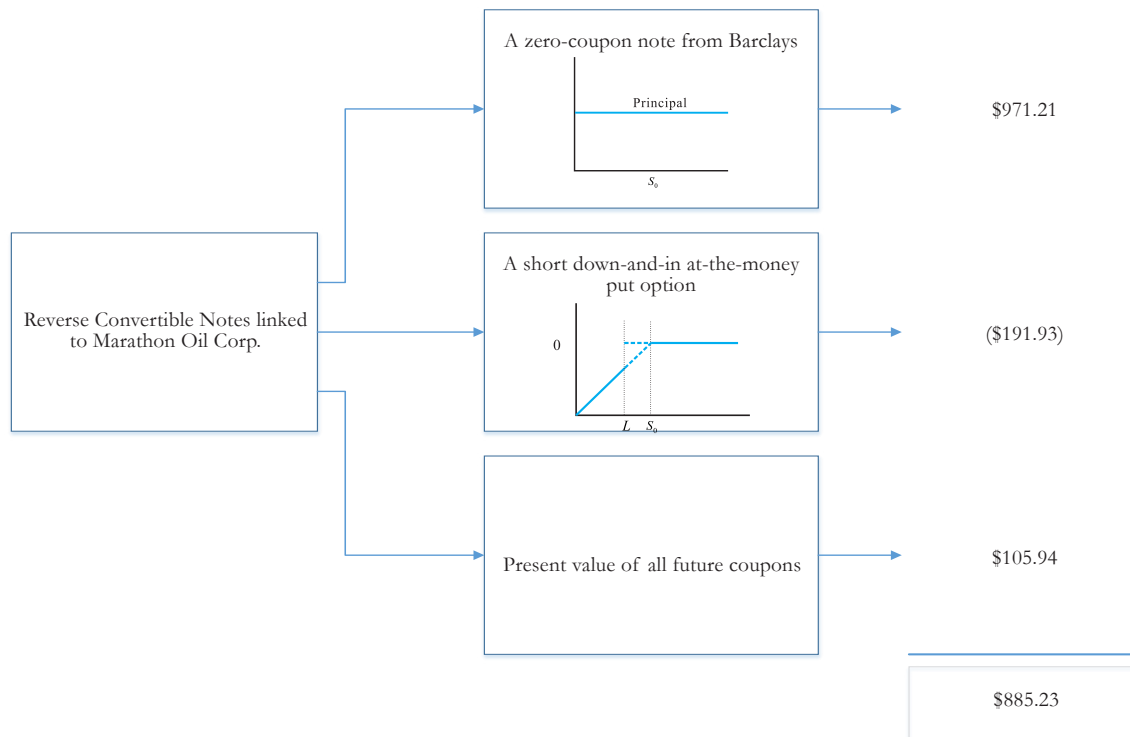 A zero-coupon note from Barclays
Principal
S₀
$971.21
Reverse Convertible Notes linked
to Marathon Oil Corp.
A short down-and-in at-the-money
put option
0
L S₀
($191.93)
Present value of all future coupons
$105.94
$885.23